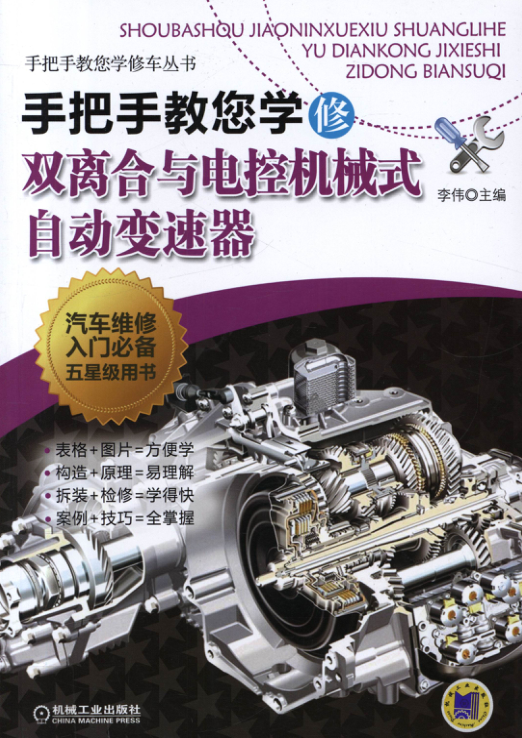 SHOUBASHOU JIAONINXUEXIU SHUANGLIHE
YU DIANKONG JIXIESHI
ZIDONG BIANSUQI
手把手教您学修车丛书
手把手教您学修
双离合与电控机械式
自动变速器
李伟◎主编
汽车维修
入门必备
五星级用书
• 表格+图片=方便学
• 构造+原理=易理解
• 拆装+检修=学得快
• 案例+技巧=全掌握
机械工业出版社
CHINA MACHINE PRESS